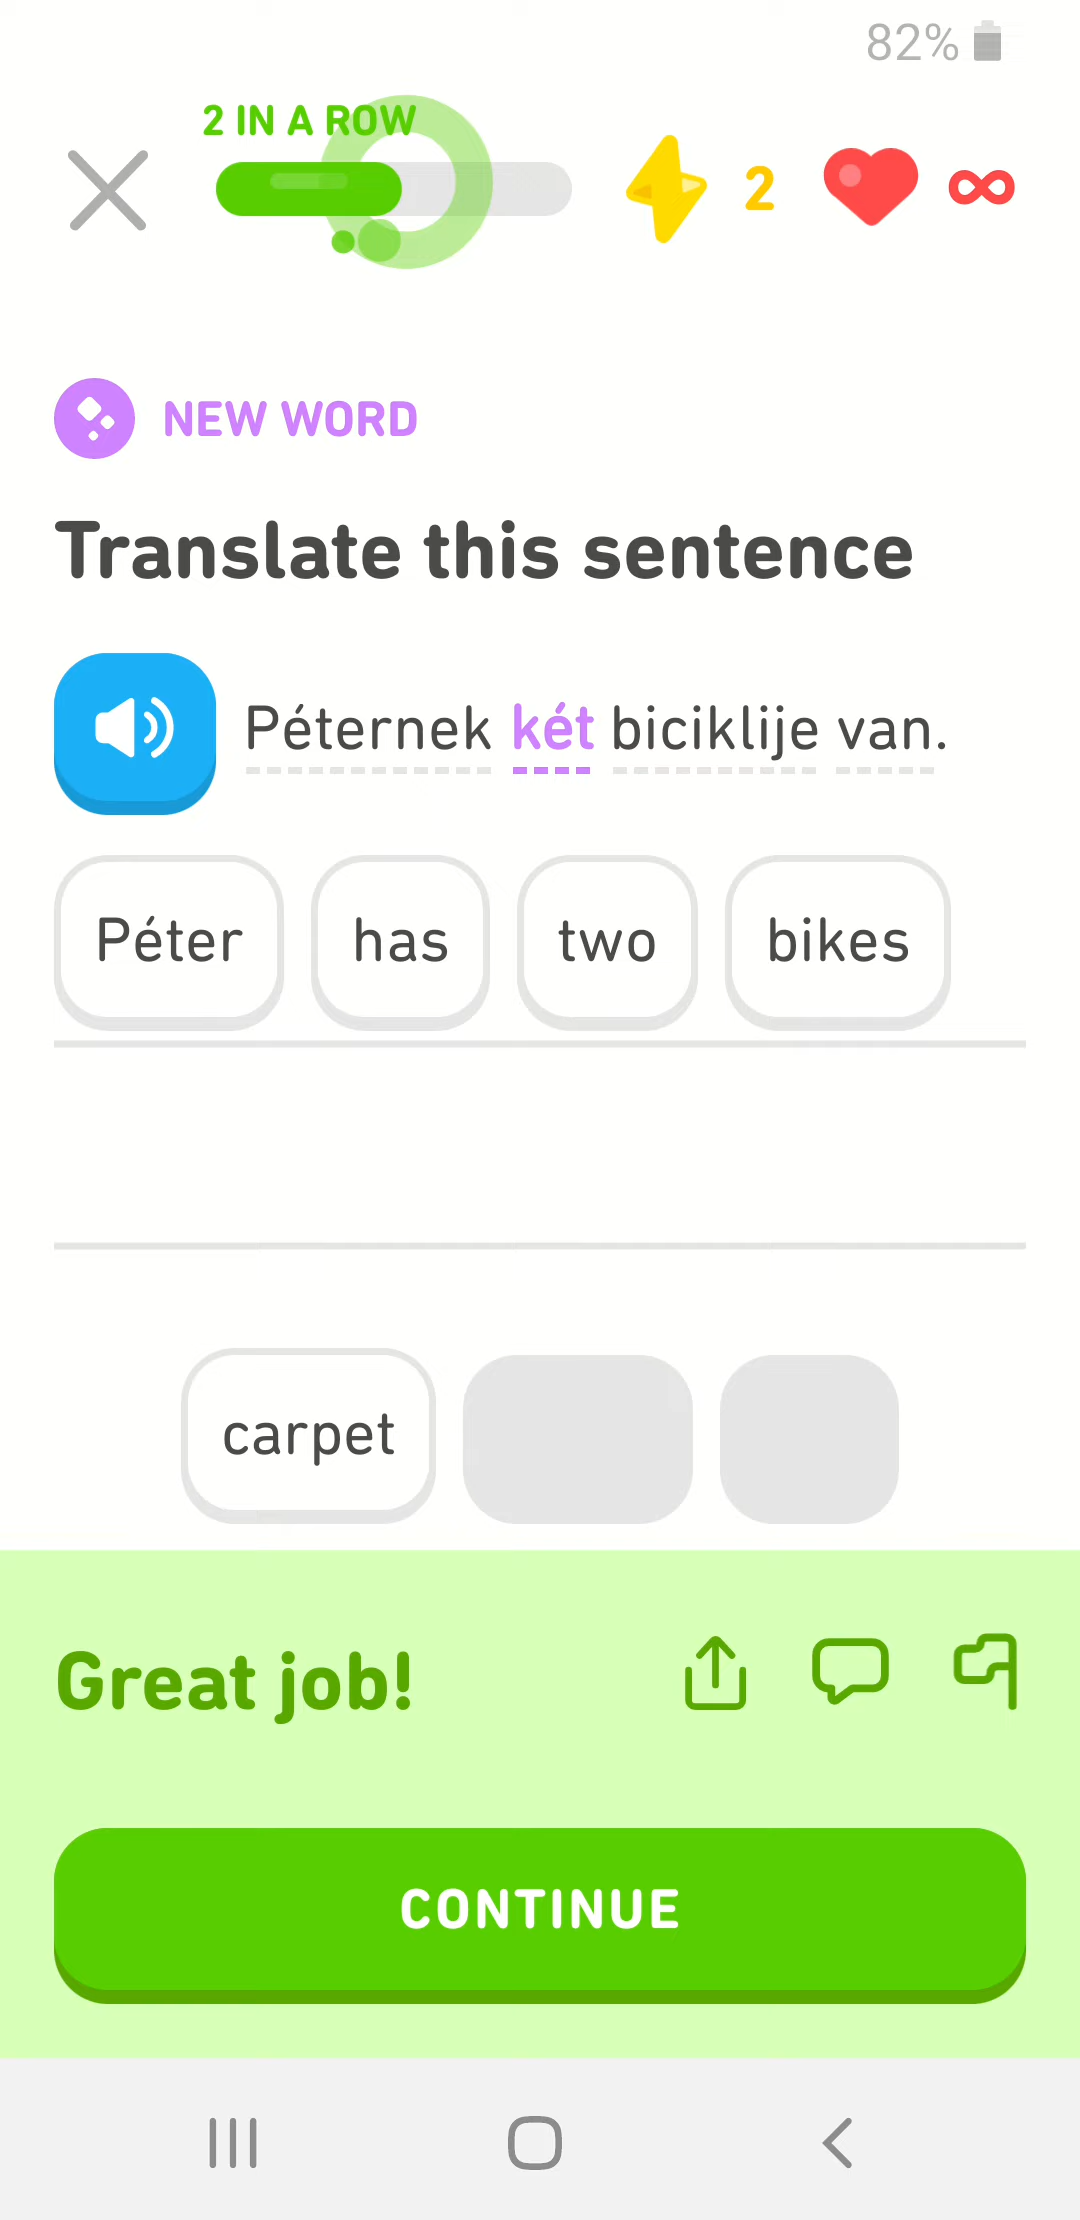 82%
2 IN A ROW
2
∞
NEW WORD
Translate this sentence
Péternek két biciklije van.
Péter has two bikes
carpet
Great job!
CONTINUE